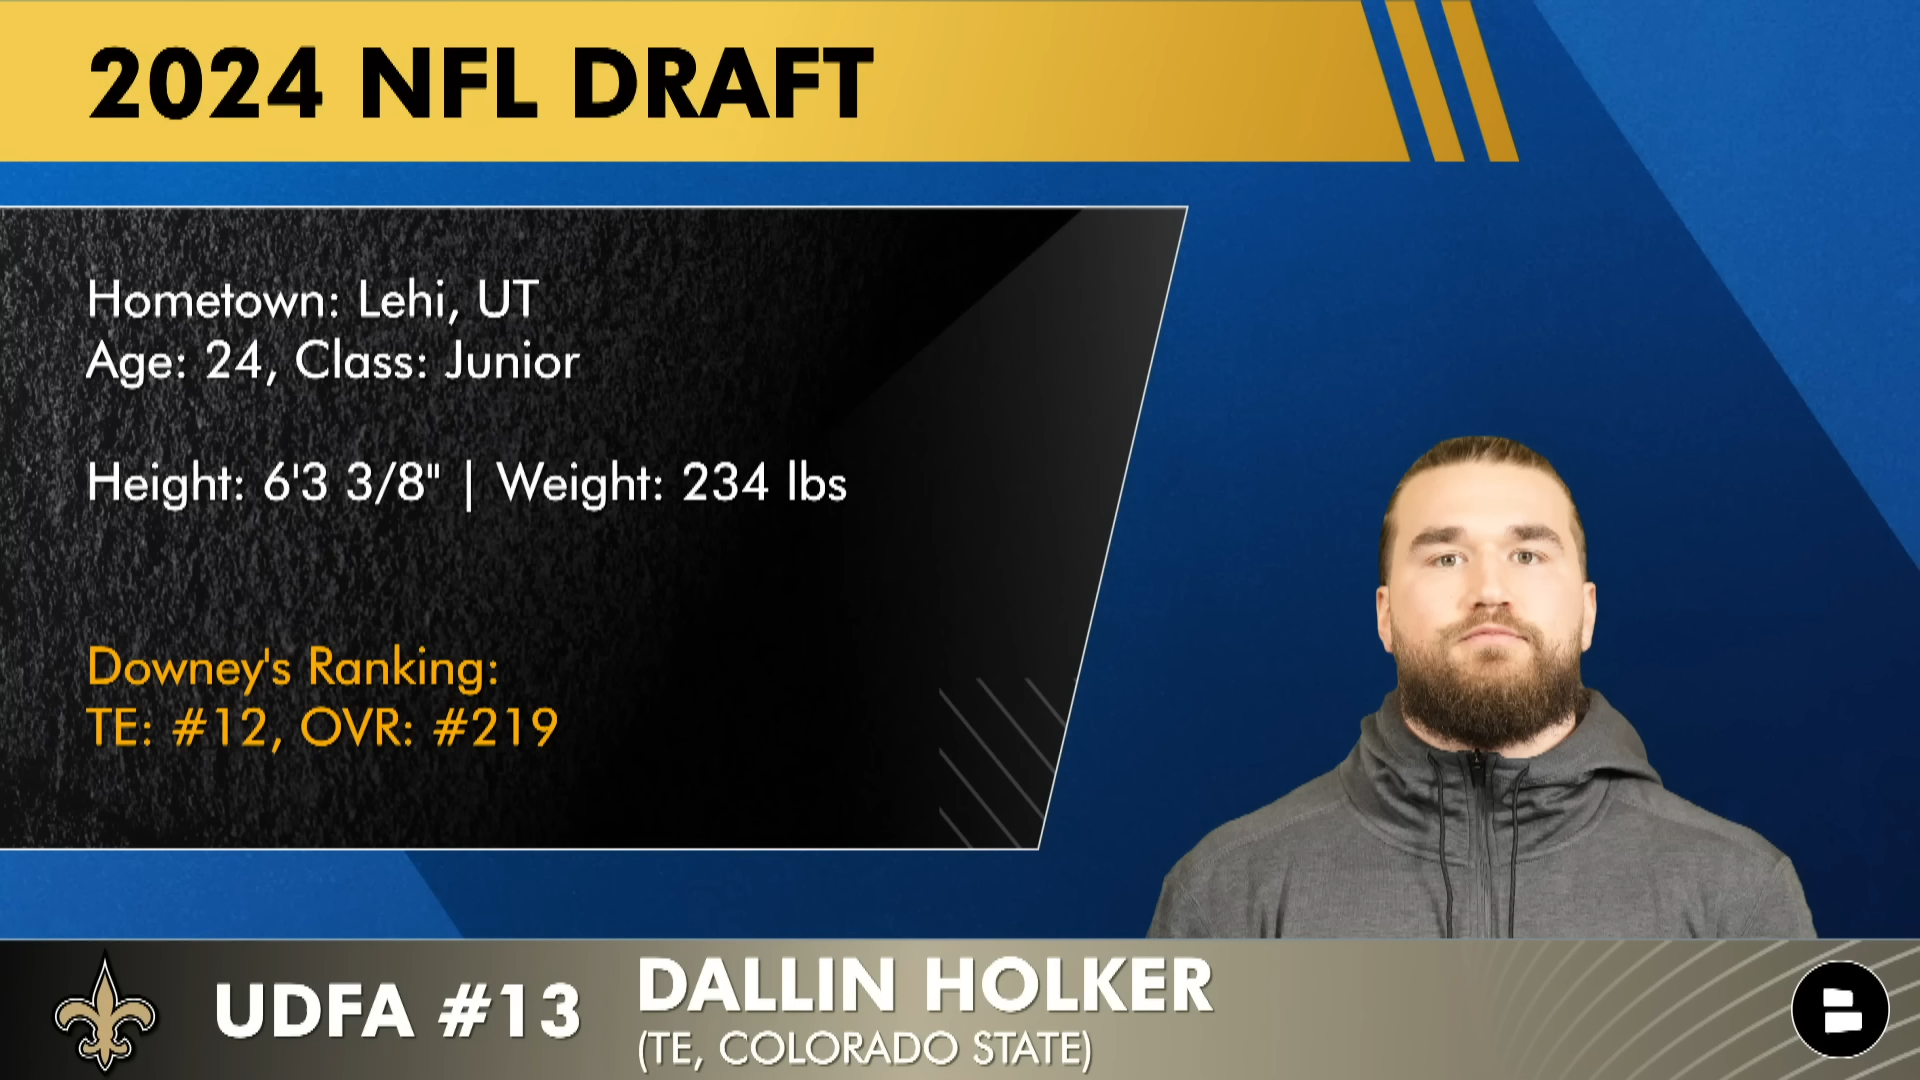 2024 NFL DRAFT
Hometown: Lehi, UT
Age: 24, Class: Junior
Height: 6'3 3/8" | Weight: 234 lbs
Downey's Ranking:
TE: #12, OVR: #219
UDFA #13
DALLIN HOLKER
(TE, COLORADO STATE)